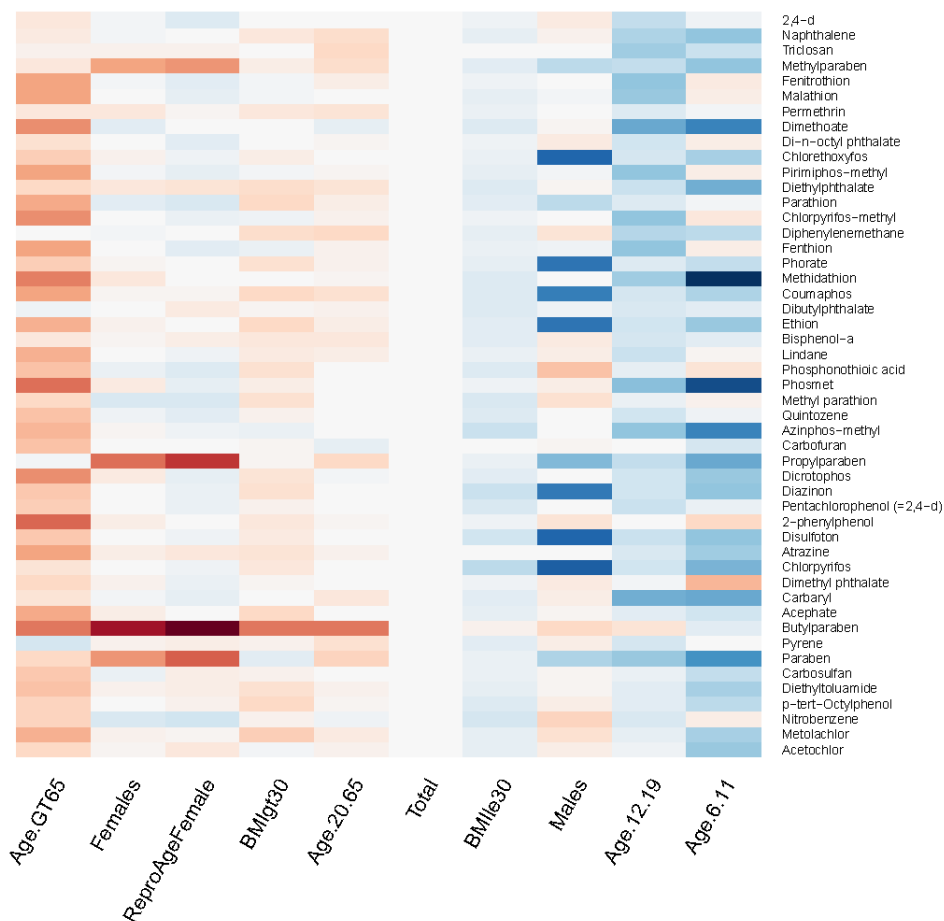 2,4-d
Naphthalene
Triclosan
Methylparaben
Fenitrothion
Malathion
Permethrin
Dimethoate
Di-n-octyl phthalate
Chlorethoxyfos
Pirimiphos-methyl
Diethylphthalate
Parathion
Chlorpyrifos-methyl
Diphenylenemethane
Fenthion
Phorate
Methidathion
Coumaphos
Dibutylphthalate
Ethion
Bisphenol-a
Lindane
Phosphonothioic acid
Phosmet
Methyl parathion
Quintozene
Azinphos-methyl
Carbofuran
Propylparaben
Dicrotophos
Diazinon
Pentachlorophenol (=2,4-d)
2-phenylphenol
Disulfoton
Atrazine
Chlorpyrifos
Dimethyl phthalate
Carbaryl
Acephate
Butylparaben
Pyrene
Paraben
Carbosulfan
Diethyltoluamide
p-tert-Octylphenol
Nitrobenzene
Metolachlor
Acetochlor
Age.GT65
Females
ReproAgeFemale
BMIgt30
Age.20.65
Total
BMIle30
Males
Age.12.19
Age.6.11